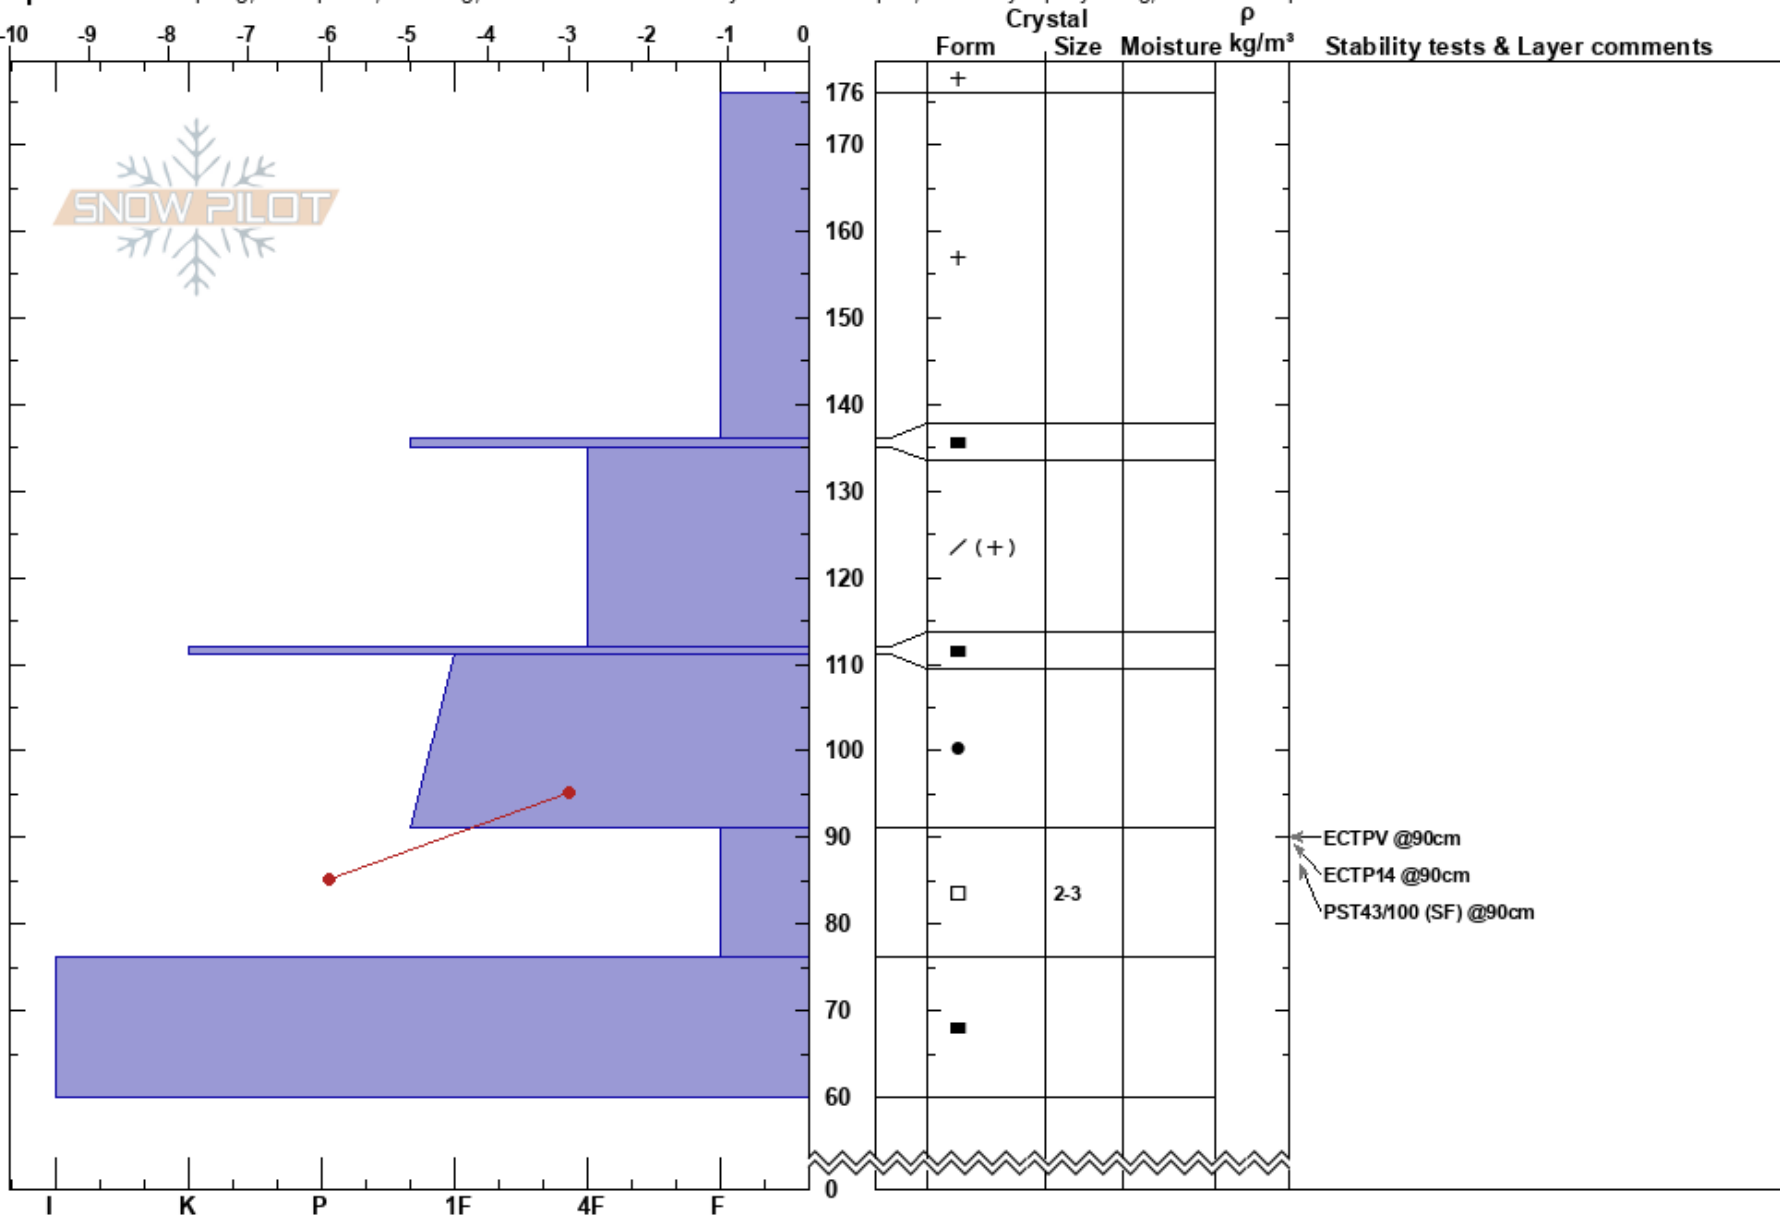 Crystal ρ
-10 -9 -8 -7 -6 -5 -4 -3 -2 -1 0 Form Size Moisture kg/m³ Stability tests & Layer comments
+
176
170
SNOW PILOT
160
+
150
140
■
130
/ (+)
120
■
110
100 ●
90 ECTPV @90cm
ECTP14 @90cm
□ 2-3
PST43/100 (SF) @90cm
80
70
■
60
0
I K P 1F 4F F